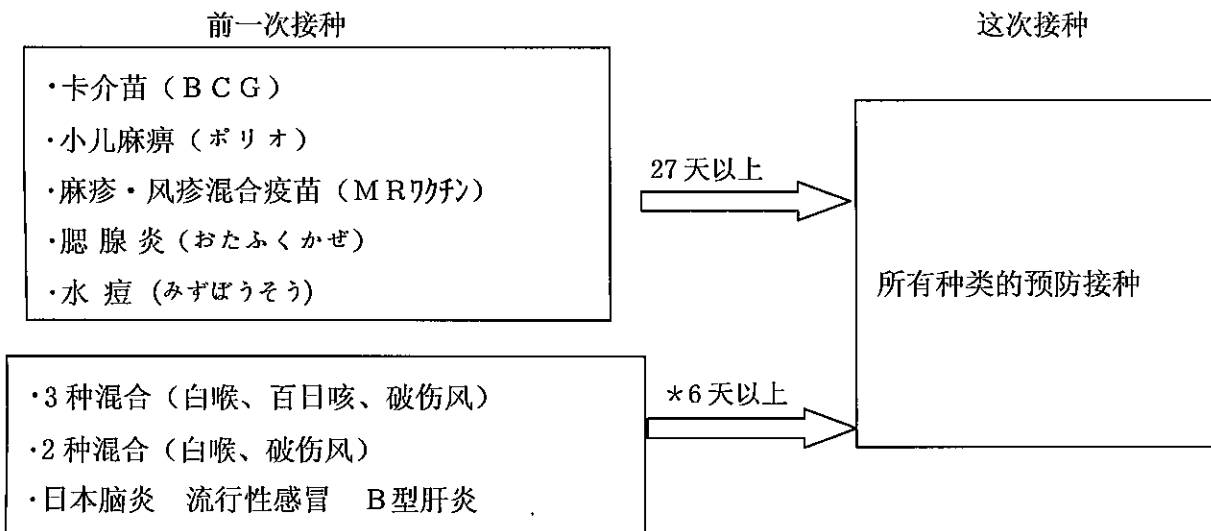 前一次接种
这次接种
・卡介苗（ＢＣＧ）
・小儿麻痹（ポリオ）
・麻疹・风疹混合疫苗（ＭＲﾜｸﾁﾝ）
・腮 腺 炎（おたふくかぜ）
・水 痘 (みずぼうそう)
27天以上
所有种类的预防接种
・3种混合（白喉、百日咳、破伤风）
・2种混合（白喉、破伤风）
・日本脑炎　流行性感冒　Ｂ型肝炎
＊6天以上